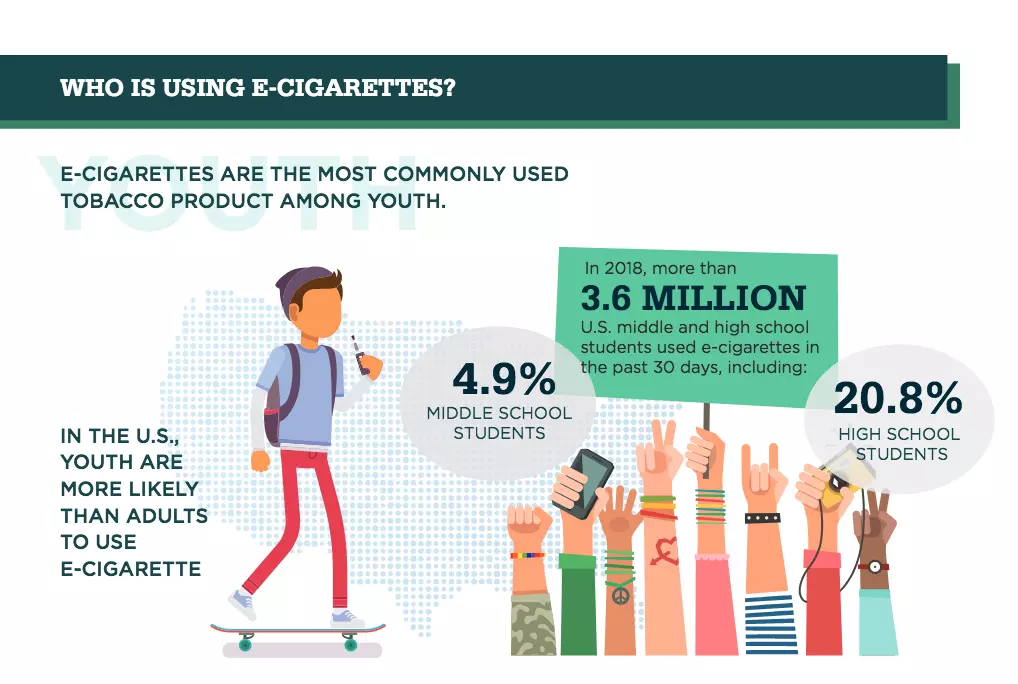 WHO IS USING E-CIGARETTES?
YOUTH
E-CIGARETTES ARE THE MOST COMMONLY USED
TOBACCO PRODUCT AMONG YOUTH.
In 2018, more than
3.6 MILLION
U.S. middle and high school
students used e-cigarettes in
the past 30 days, including:
4.9%
MIDDLE SCHOOL
STUDENTS
20.8%
HIGH SCHOOL
STUDENTS
IN THE U.S.,
YOUTH ARE
MORE LIKELY
THAN ADULTS
TO USE
E-CIGARETTE